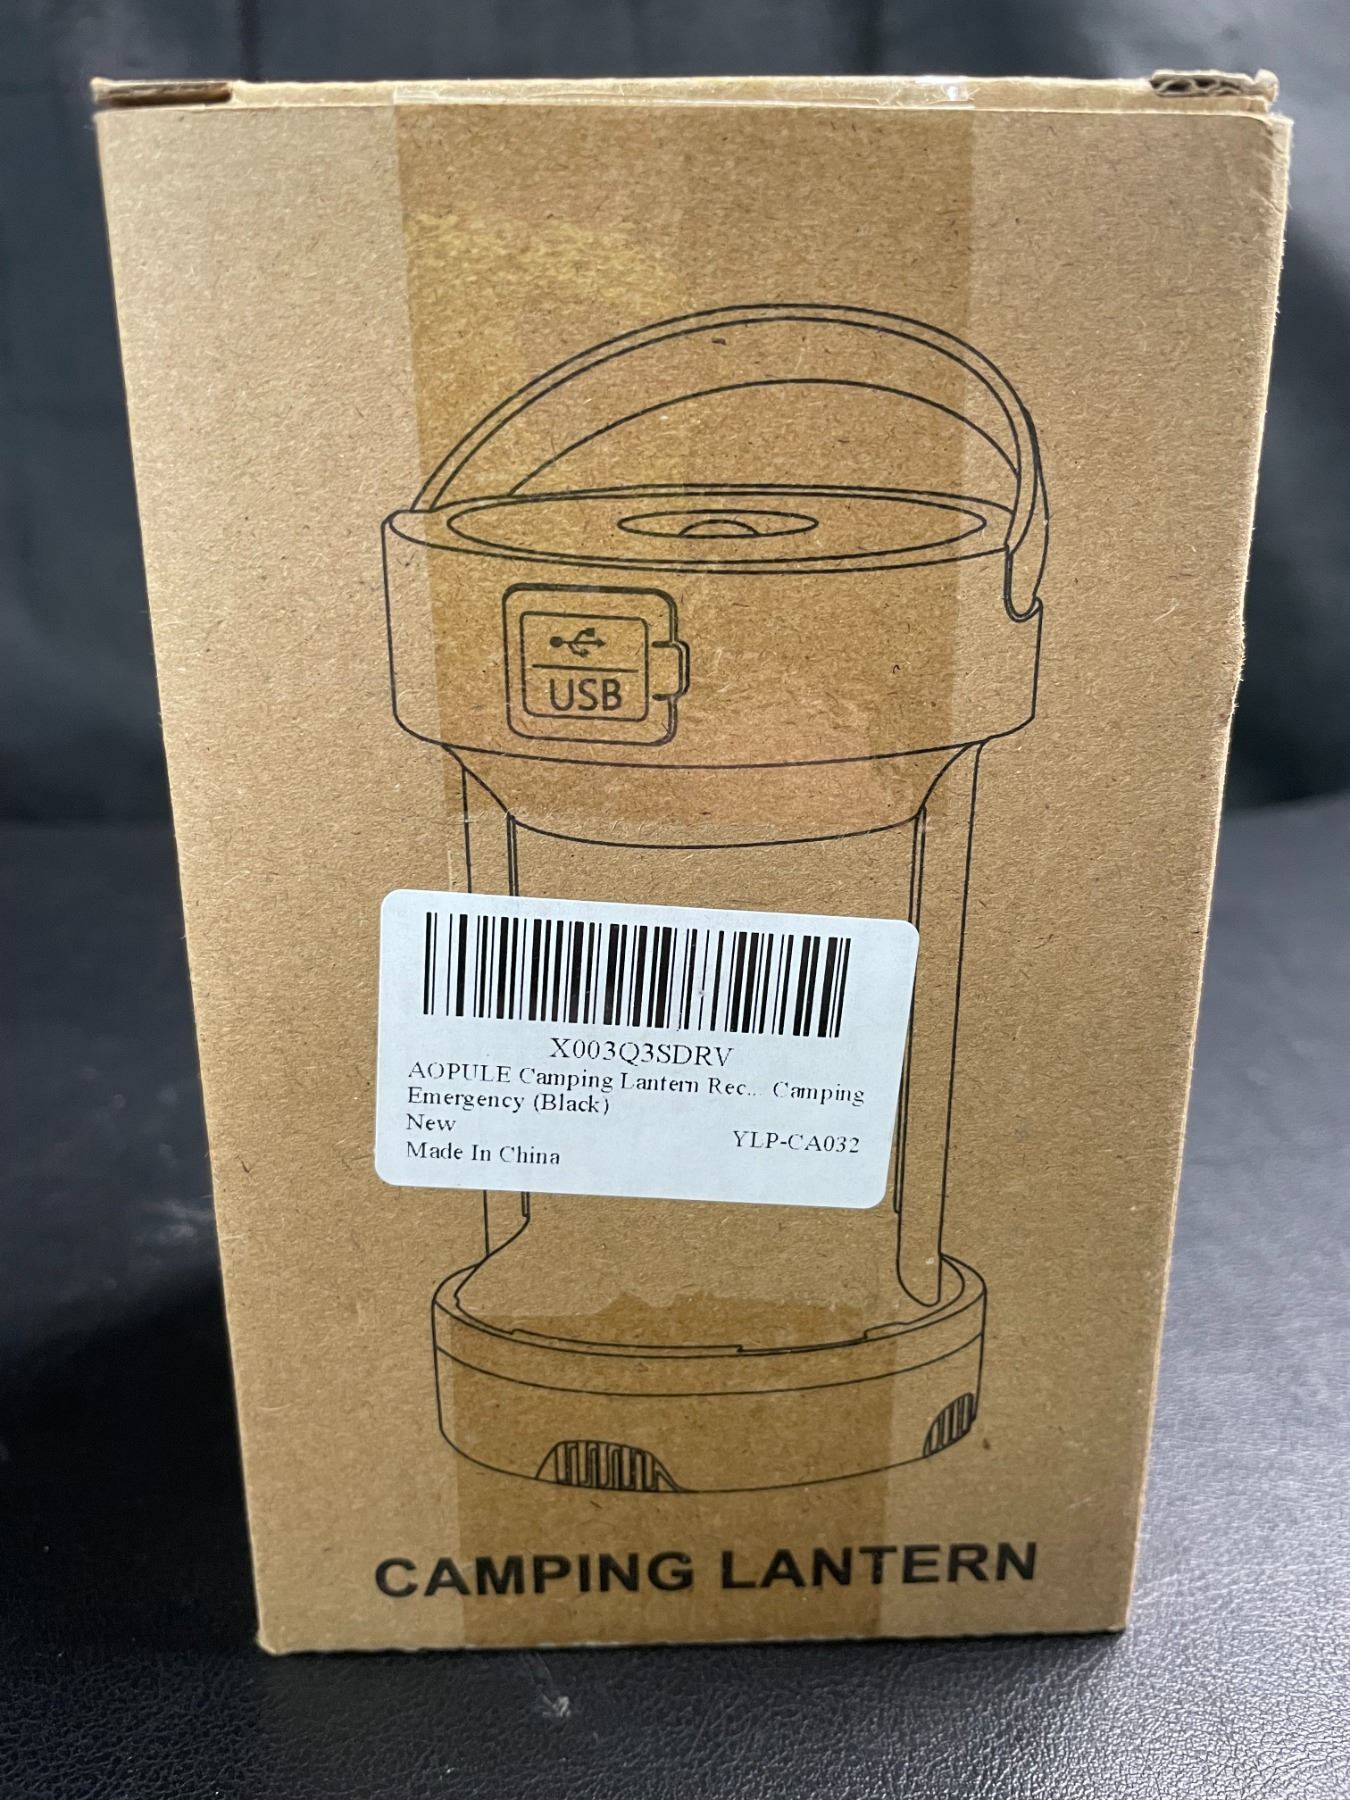 USB
X003Q3SDRV
AOPULE Camping Lantern Rec... Camping
Emergency (Black)
New
YLP-CA032
Made In China
CAMPING LANTERN